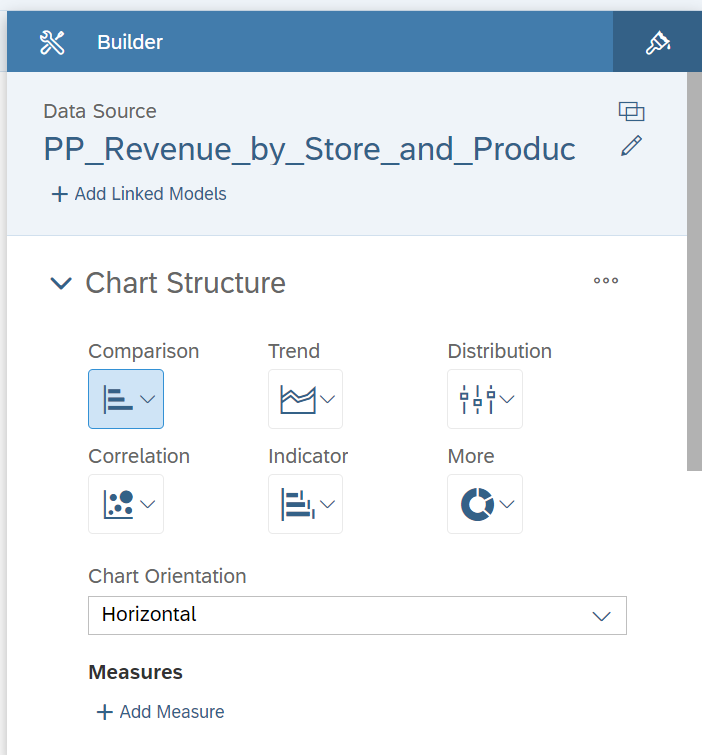 Builder
Data Source
PP_Revenue_by_Store_and_Produc
Add Linked Models
Chart Structure
Comparison Trend Distribution
Correlation Indicator More
Chart Orientation
Horizontal
Measures
Add Measure